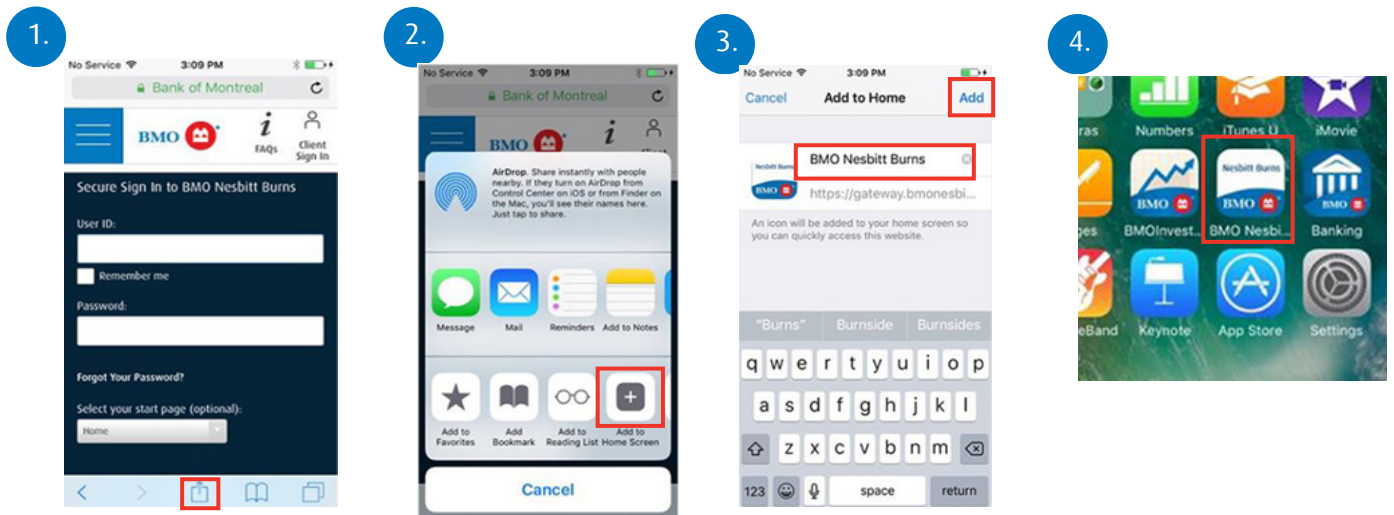 1.
No Service 3:09 PM
Bank of Montreal
BMO
i
FAQs
Client
Sign In
Secure Sign In to BMO Nesbitt Burns
User ID:
Remember me
Password:
Forgot Your Password?
Select your start page (optional):
Home
2.
No Service 3:09 PM
Bank of Montreal
BMO
i
AirDrop. Share instantly with people
nearby. If they turn on AirDrop from
Control Center on iOS or from Finder on
the Mac, you'll see their names here.
Just tap to share.
Message Mail Reminders Add to Notes
Add to Add Add to Add to
Favorites Bookmark Reading List Home Screen
Cancel
3.
No Service 3:09 PM
Cancel Add to Home Add
Nesbitt Burns
BMO
BMO Nesbitt Burns
https://gateway.bmonesbi...
An icon will be added to your home screen so
you can quickly access this website.
"Burns" Burnside Burnsides
q w e r t y u i o p
a s d f g h j k l
z x c v b n m
123 space return
4.
ras Numbers iTunes U iMovie
Nesbitt Burns
BMO BMO BMO
ges BMOInvest... BMO Nesbi... Banking
eBand Keynote App Store Settings